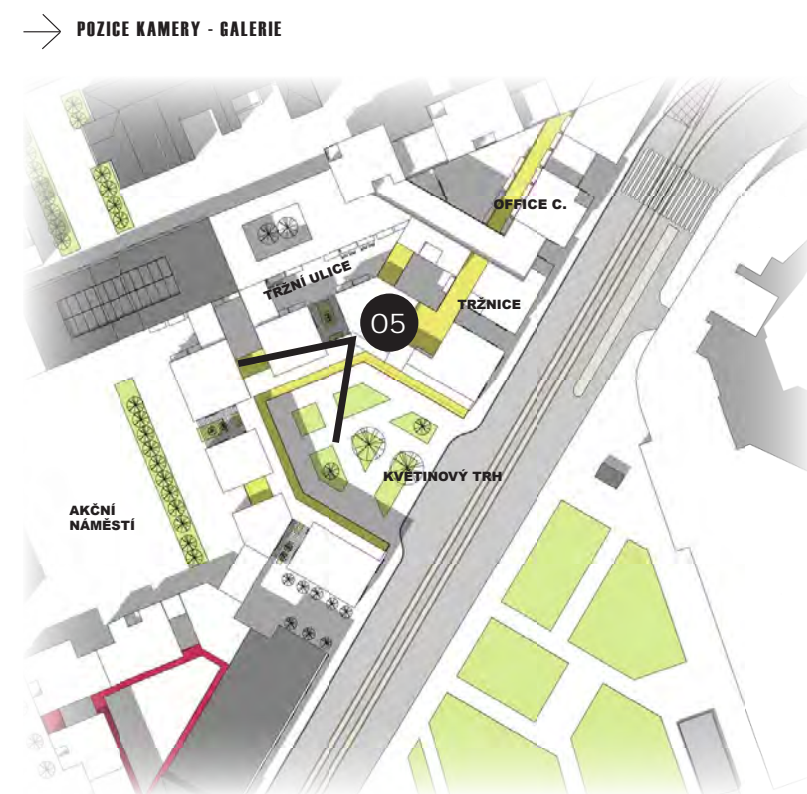 POZICE KAMERY - GALERIE
OFFICE C.
TRŽNÍ ULICE
TRŽNICE
05
KVĚTINOVÝ TRH
AKČNÍ
NÁMĚSTÍ